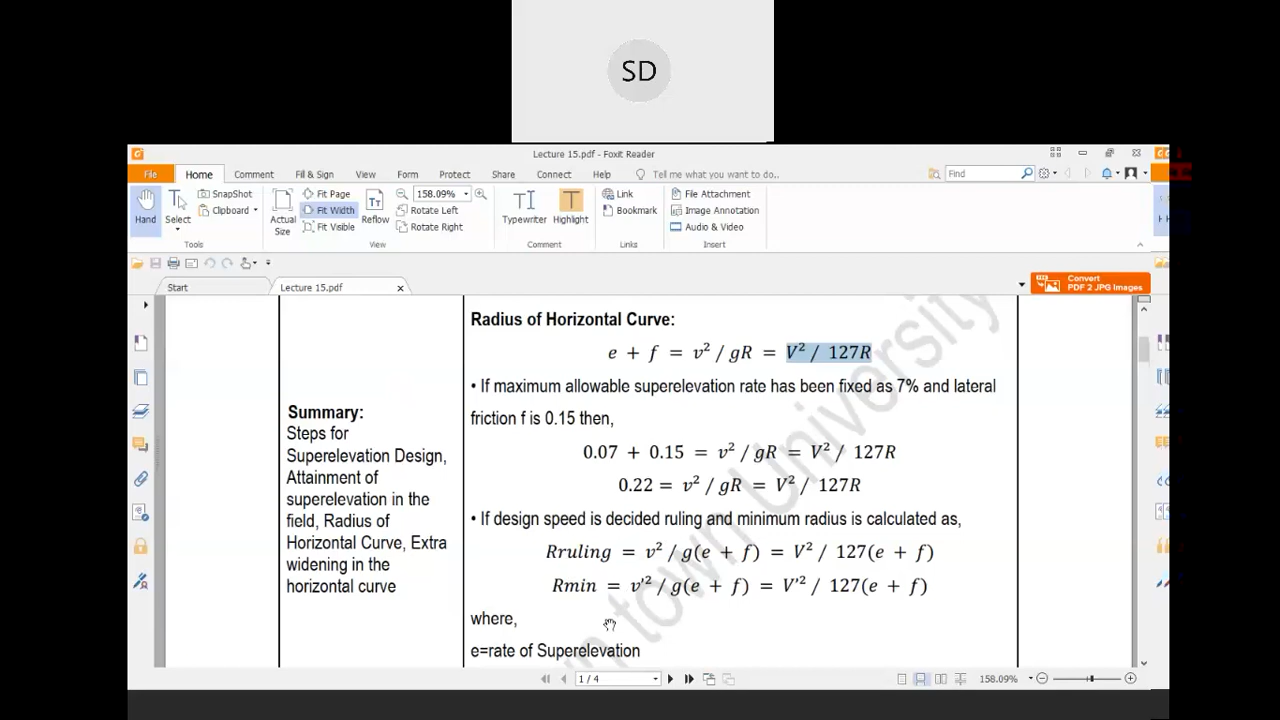 SD
Lecture 15.pdf - Foxit Reader
File Home Comment Fill & Sign View Form Protect Share Connect Help Tell me what you want to do.. Find
Hand Select SnapShot Clipboard Actual Size Fit Page Fit Width Fit Visible Reflow 158.09% Rotate Left Rotate Right Typewriter Highlight Link Bookmark File Attachment Image Annotation Audio & Video
Tools View Comment Links Insert
Start Lecture 15.pdf Convert
PDF 2 JPG Images
Radius of Horizontal Curve:
e + f = v² / gR = V² / 127R
• If maximum allowable superelevation rate has been fixed as 7% and lateral
friction f is 0.15 then,
0.07 + 0.15 = v² / gR = V² / 127R
0.22 = v² / gR = V² / 127R
• If design speed is decided ruling and minimum radius is calculated as,
Rruling = v² / g(e + f) = V² / 127(e + f)
Rmin = v'² / g(e + f) = V'² / 127(e + f)
where,
e=rate of Superelevation
Summary:
Steps for
Superelevation Design,
Attainment of
superelevation in the
field, Radius of
Horizontal Curve, Extra
widening in the
horizontal curve
town University
1 / 4 158.09%